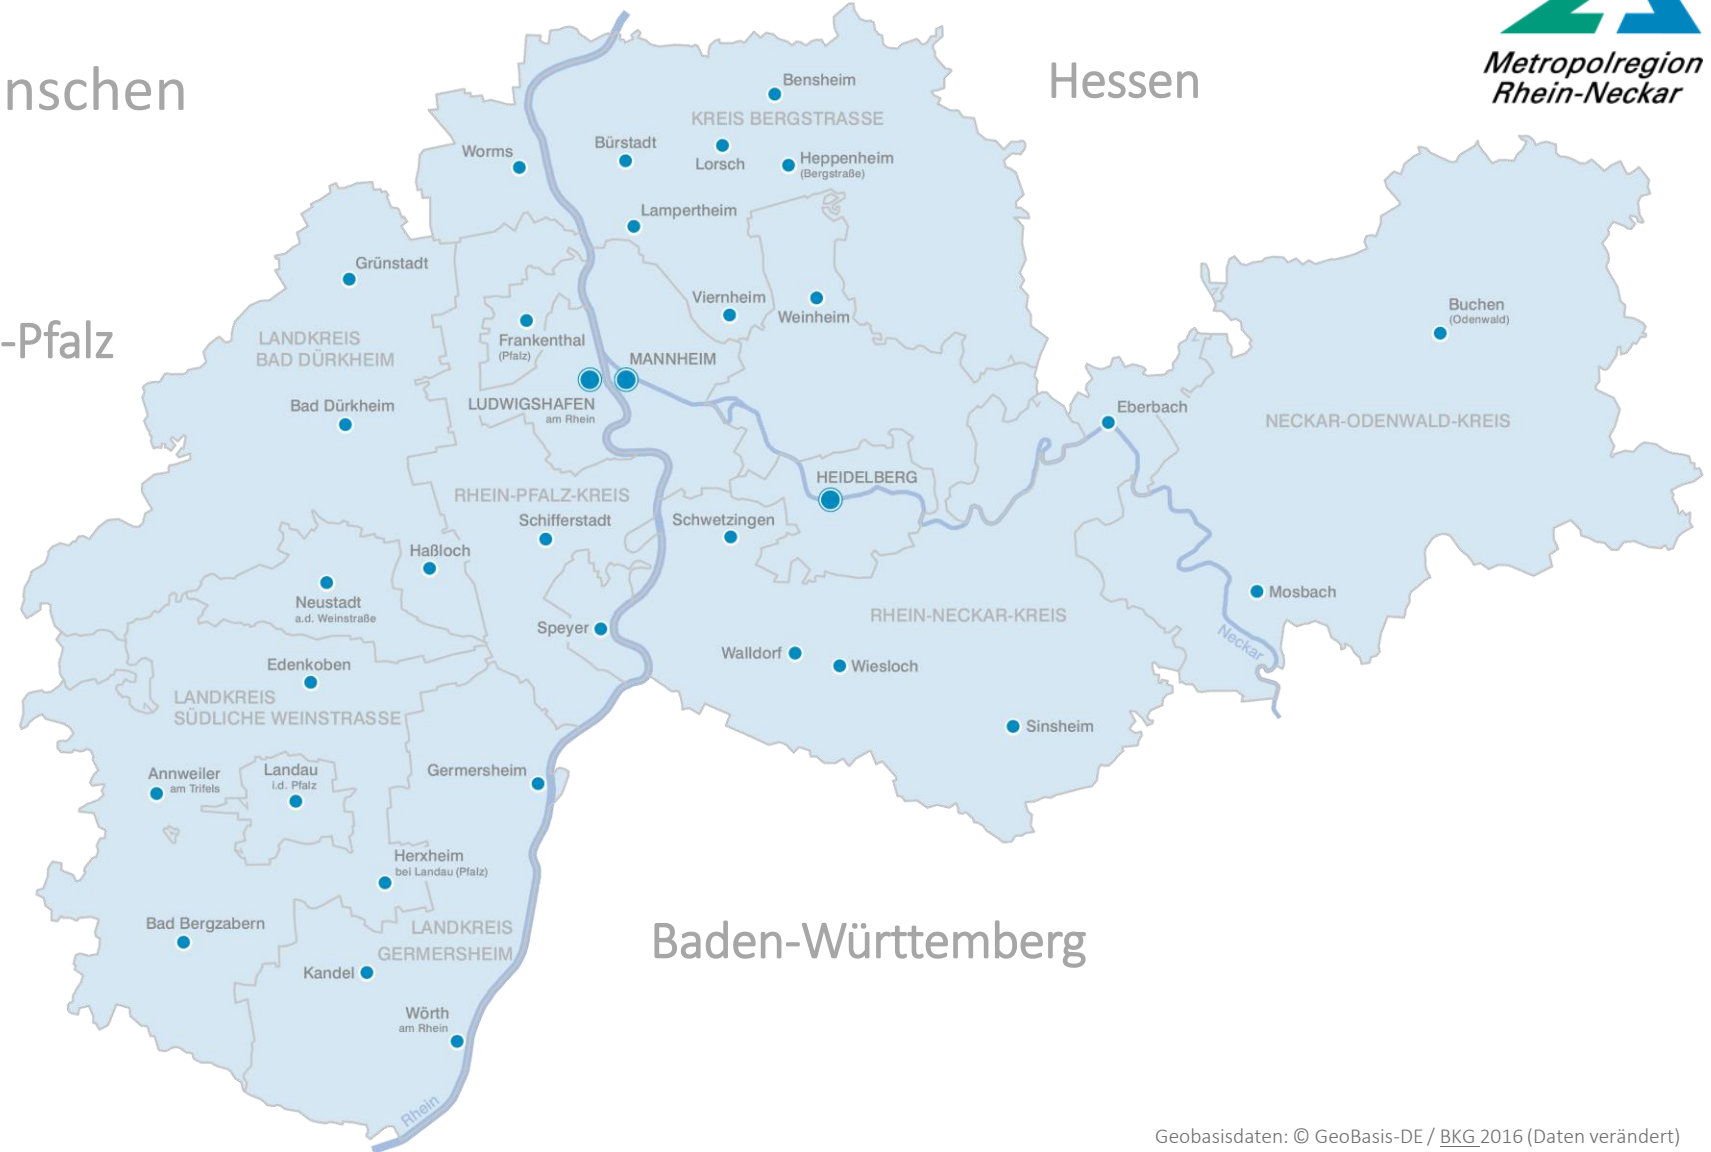 Metropolregion
Rhein-Neckar
nschen
Hessen
Bensheim
KREIS BERGSTRASSE
Bürstadt
Worms
Lorsch
Heppenheim
(Bergstraße)
Lampertheim
Grünstadt
Viernheim
Weinheim
Buchen
(Odenwald)
-Pfalz
LANDKREIS
BAD DÜRKHEIM
Frankenthal
(Pfalz)
MANNHEIM
Bad Dürkheim
LUDWIGSHAFEN
am Rhein
Eberbach
NECKAR-ODENWALD-KREIS
HEIDELBERG
RHEIN-PFALZ-KREIS
Schifferstadt
Schwetzingen
Haßloch
Neustadt
a.d. Weinstraße
Mosbach
RHEIN-NECKAR-KREIS
Speyer
Neckar
Walldorf
Wiesloch
Edenkoben
LANDKREIS
SÜDLICHE WEINSTRASSE
Sinsheim
Annweiler
am Trifels
Landau
i.d. Pfalz
Germersheim
Herxheim
bei Landau (Pfalz)
Bad Bergzabern
LANDKREIS
GERMERSHEIM
Baden-Württemberg
Kandel
Wörth
am Rhein
Rhein
Geobasisdaten: © GeoBasis-DE / BKG 2016 (Daten verändert)